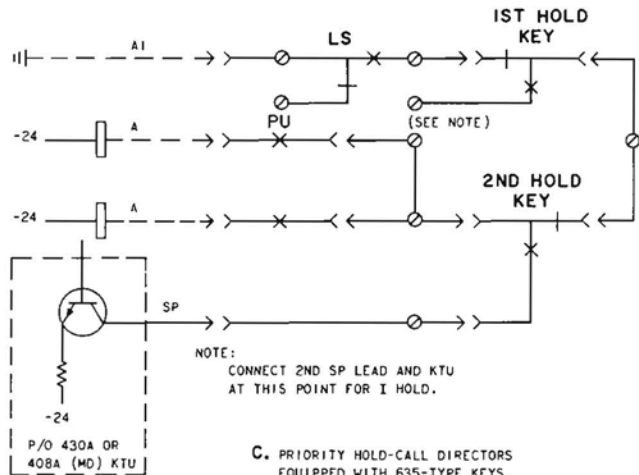 1ST HOLD
KEY
A1
LS
PU
(SEE NOTE)
-24
A
2ND HOLD
KEY
-24
A
SP
NOTE:
CONNECT 2ND SP LEAD AND KTU
AT THIS POINT FOR I HOLD.
-24
P/O 430A OR
408A (MD) KTU
C. PRIORITY HOLD-CALL DIRECTORS
EQUIPPED WITH 635-TYPE KEYS